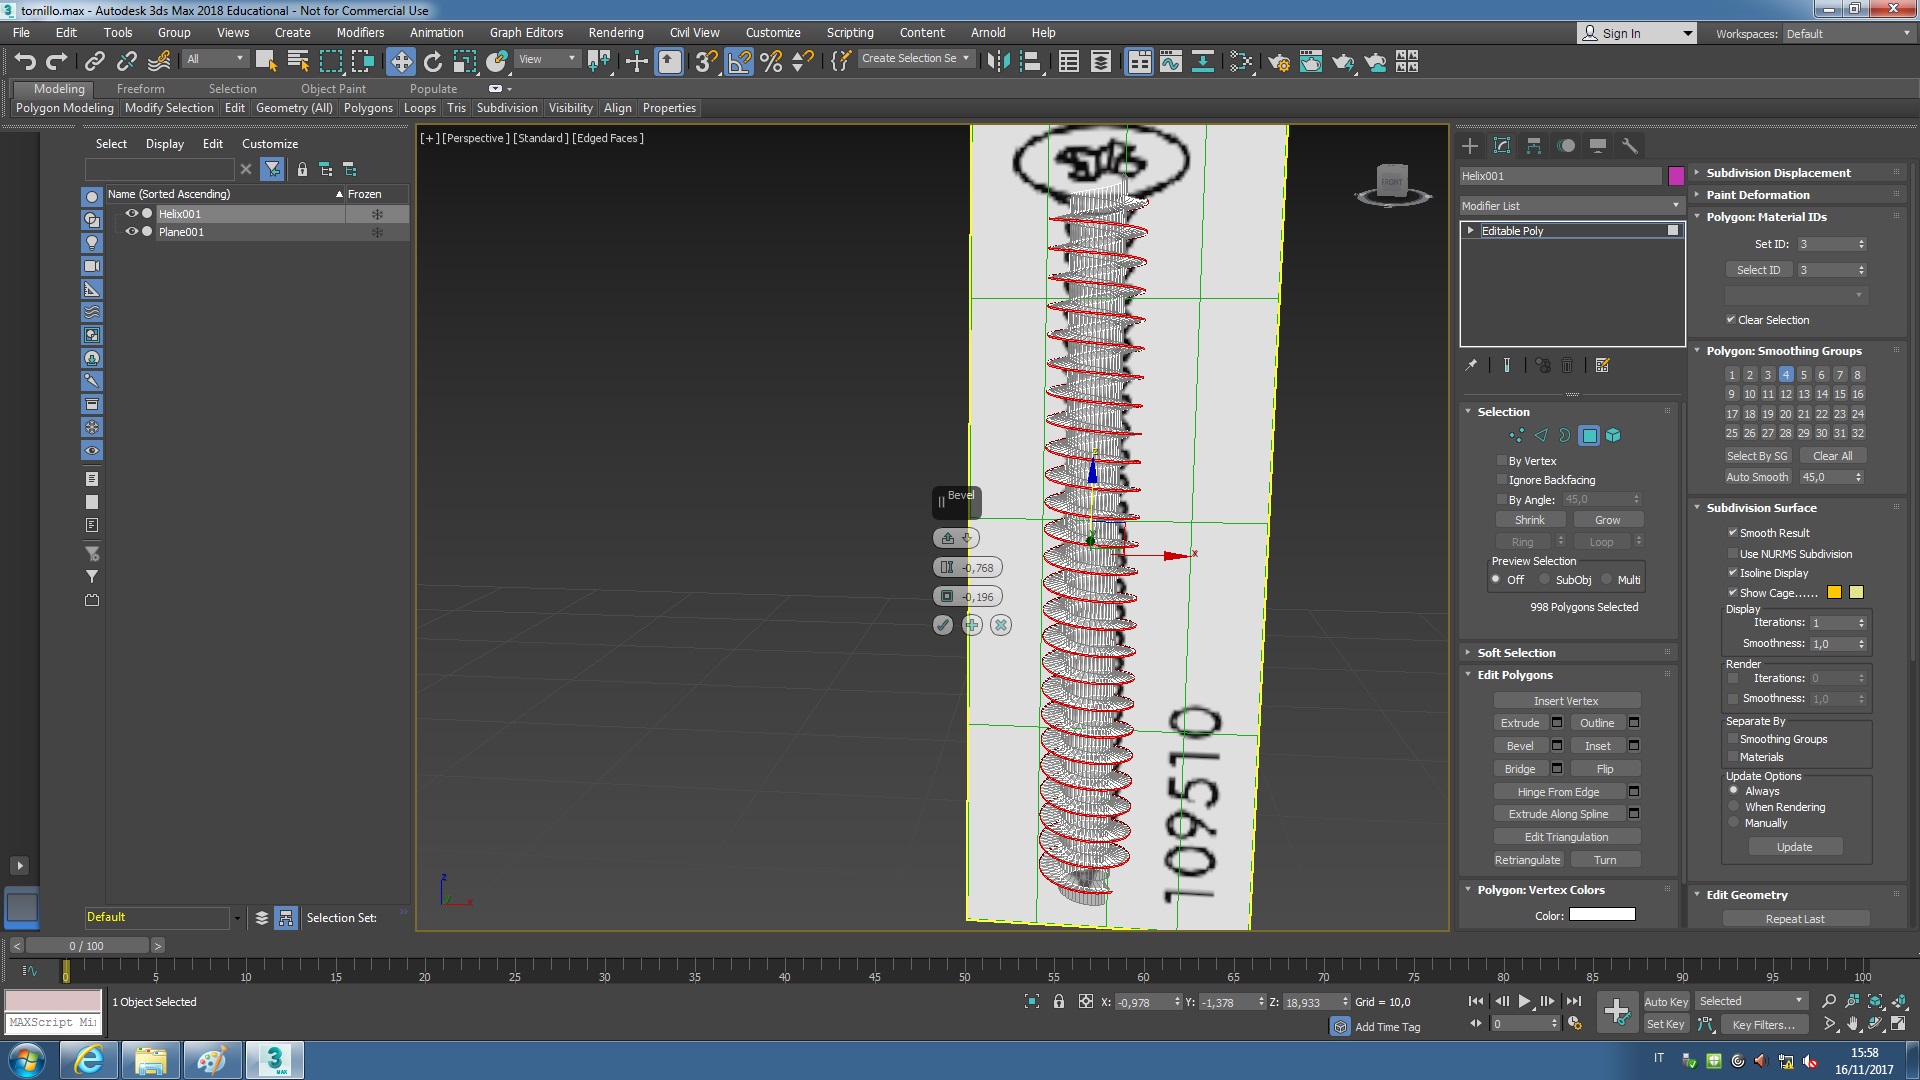 tornillo.max - Autodesk 3ds Max 2018 Educational - Not for Commercial Use
File Edit Tools Group Views Create Modifiers Animation Graph Editors Rendering Civil View Customize Scripting Content Arnold Help
Sign In
Workspaces: Default
All
View
Create Selection Se
Modeling Freeform Selection Object Paint Populate
Polygon Modeling Modify Selection Edit Geometry (All) Polygons Loops Tris Subdivision Visibility Align Properties
Select Display Edit Customize
Name (Sorted Ascending) Frozen
Helix001
Plane001
Default
Selection Set:
[+] [Perspective ] [Standard ] [Edged Faces ]
FRONT
Bevel
-0,768
-0,196
109510
z
x
z
x
Helix001
Modifier List
Editable Poly
Selection
By Vertex
Ignore Backfacing
By Angle: 45,0
Shrink Grow
Ring Loop
Preview Selection
Off SubObj Multi
998 Polygons Selected
Soft Selection
Edit Polygons
Insert Vertex
Extrude Outline
Bevel Inset
Bridge Flip
Hinge From Edge
Extrude Along Spline
Edit Triangulation
Retriangulate Turn
Polygon: Vertex Colors
Color:
Subdivision Displacement
Paint Deformation
Polygon: Material IDs
Set ID: 3
Select ID 3
Clear Selection
Polygon: Smoothing Groups
1 2 3 4 5 6 7 8
9 10 11 12 13 14 15 16
17 18 19 20 21 22 23 24
25 26 27 28 29 30 31 32
Select By SG Clear All
Auto Smooth 45,0
Subdivision Surface
Smooth Result
Use NURMS Subdivision
Isoline Display
Show Cage......
Display
Iterations: 1
Smoothness: 1,0
Render
Iterations: 0
Smoothness: 1,0
Separate By
Smoothing Groups
Materials
Update Options
Always
When Rendering
Manually
Update
Edit Geometry
Repeat Last
0 / 100
0 5 10 15 20 25 30 35 40 45 50 55 60 65 70 75 80 85 90 95 100
1 Object Selected
MAXScript Mi
X: -0,978 Y: -1,378 Z: 18,933 Grid = 10,0
Add Time Tag
0
Auto Key Selected
Set Key Key Filters...
3
MAX
IT
15:58
16/11/2017